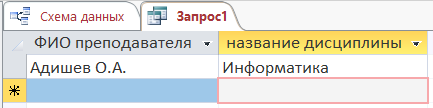 Схема данных Запрос1
ФИО преподавателя название дисциплины
Адишев О.А. Информатика